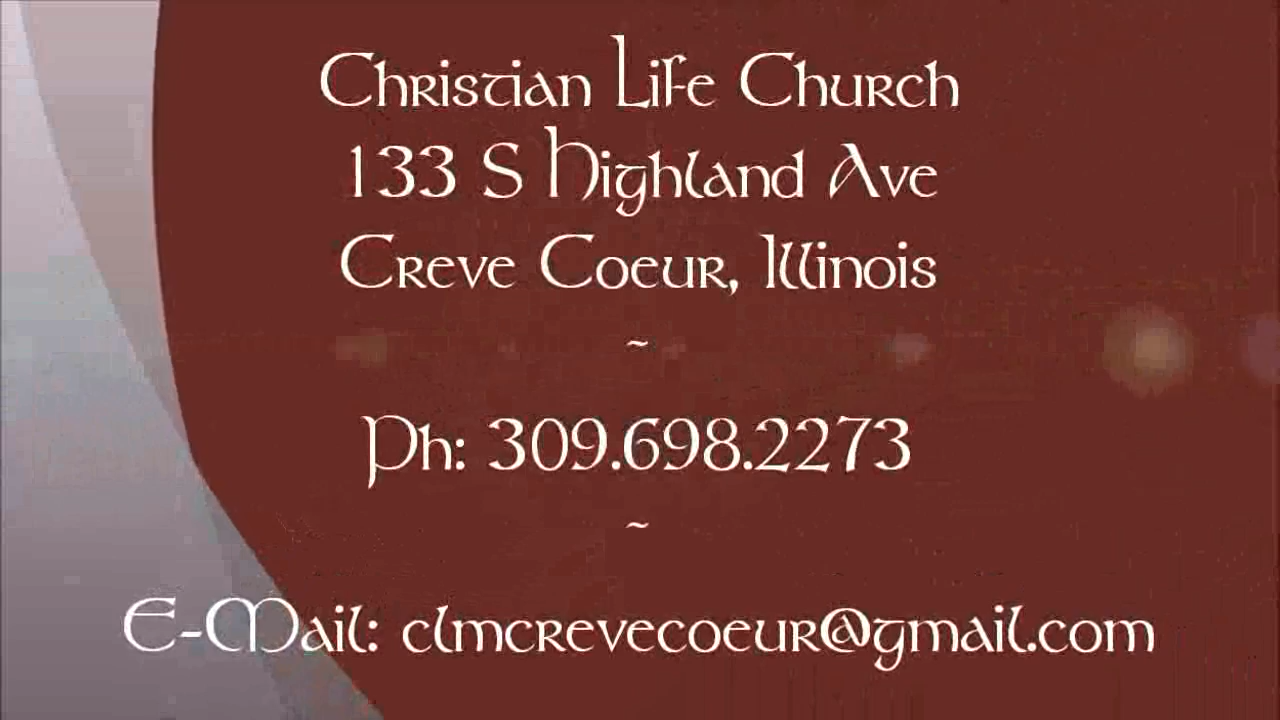 Christian Life Church
133 S Highland Ave
Creve Coeur, Illinois
~
Ph: 309.698.2273
~
E-Mail: clmcrevecoeur@gmail.com